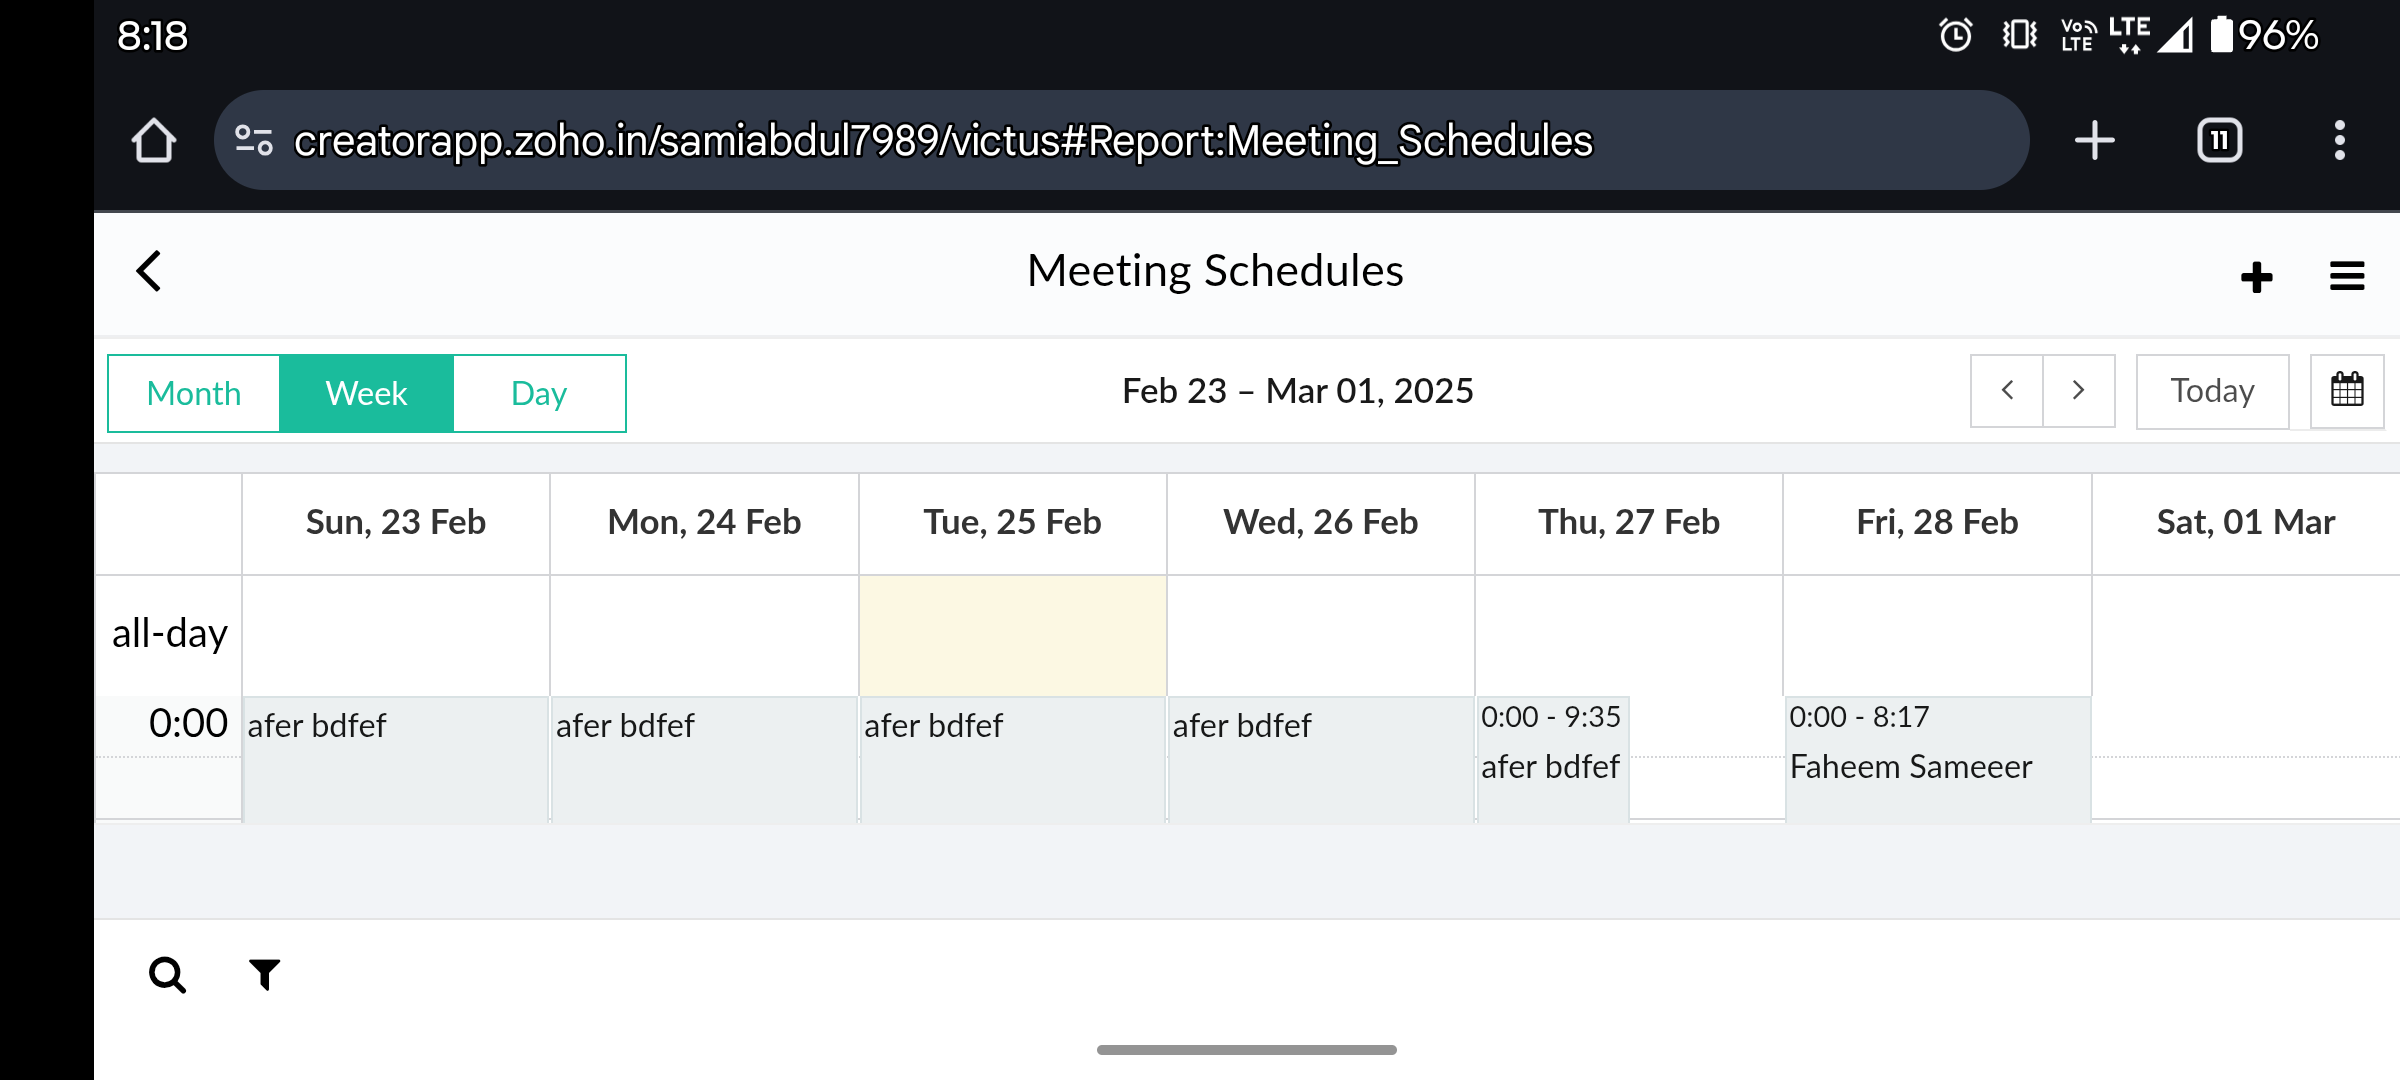 8:18
Vo LTE LTE 96%
creatorapp.zoho.in/samiabdul7989/victus#Report:Meeting_Schedules
11
Meeting Schedules
Month Week Day
Feb 23 – Mar 01, 2025
Today
Sun, 23 Feb Mon, 24 Feb Tue, 25 Feb Wed, 26 Feb Thu, 27 Feb Fri, 28 Feb Sat, 01 Mar
all-day
0:00 afer bdfef afer bdfef afer bdfef afer bdfef 0:00 - 9:35 0:00 - 8:17
afer bdfef Faheem Sameeer